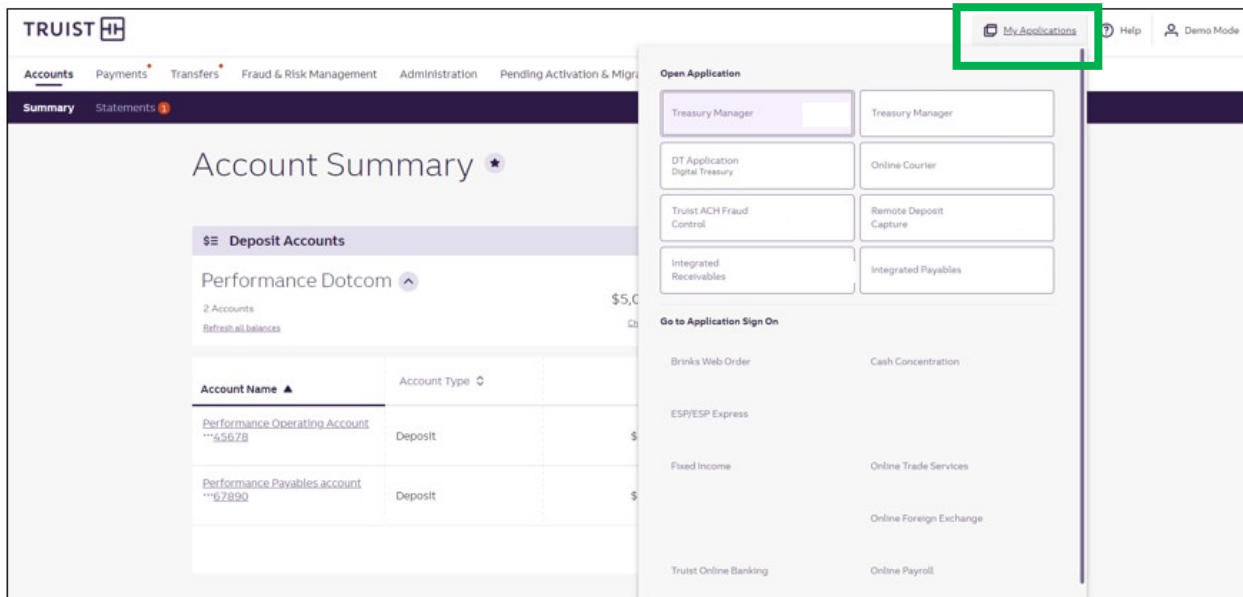 TRUIST
My Applications
Help
Demo Mode
Accounts Payments Transfers Fraud & Risk Management Administration Pending Activation & Migra
Summary Statements 1
Account Summary
Deposit Accounts
Performance Dotcom
2 Accounts
$5,0
Refresh all balances
Ch
Account Name Account Type
Performance Operating Account
***45678
Deposit
$
Performance Payables account
***67890
Deposit
$
Open Application
Treasury Manager
Treasury Manager
DT Application
Digital Treasury
Online Courier
Truist ACH Fraud
Control
Remote Deposit
Capture
Integrated
Receivables
Integrated Payables
Go to Application Sign On
Brinks Web Order
Cash Concentration
ESP/ESP Express
Fixed Income
Online Trade Services
Online Foreign Exchange
Truist Online Banking
Online Payroll